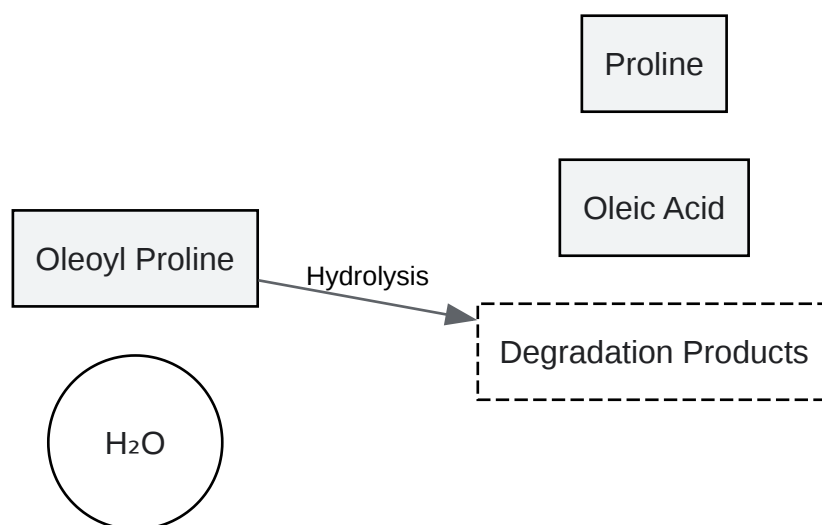 Proline
Oleic Acid
Oleoyl Proline
Hydrolysis
Degradation Products
H₂O